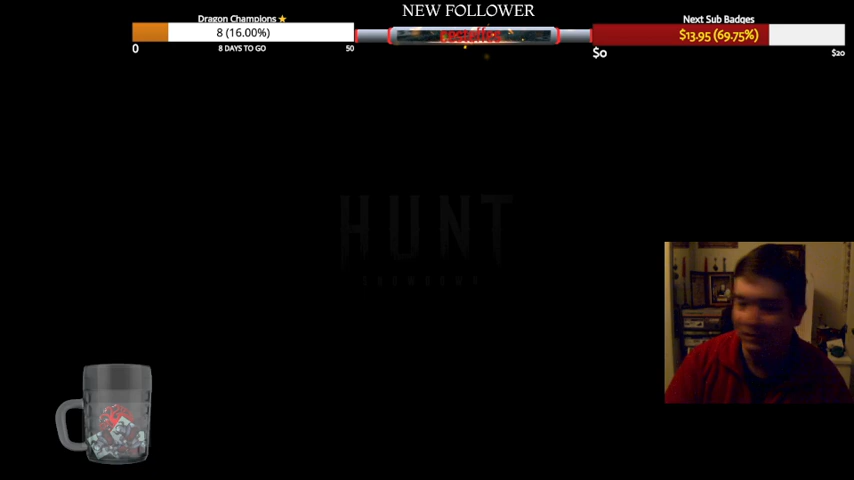 NEW FOLLOWER
Dragon Champions
Next Sub Badges
8 (16.00%)
$13.95 (69.75%)
0
8 DAYS TO GO
50
$0
$20
HUNT
SHOWDOWN